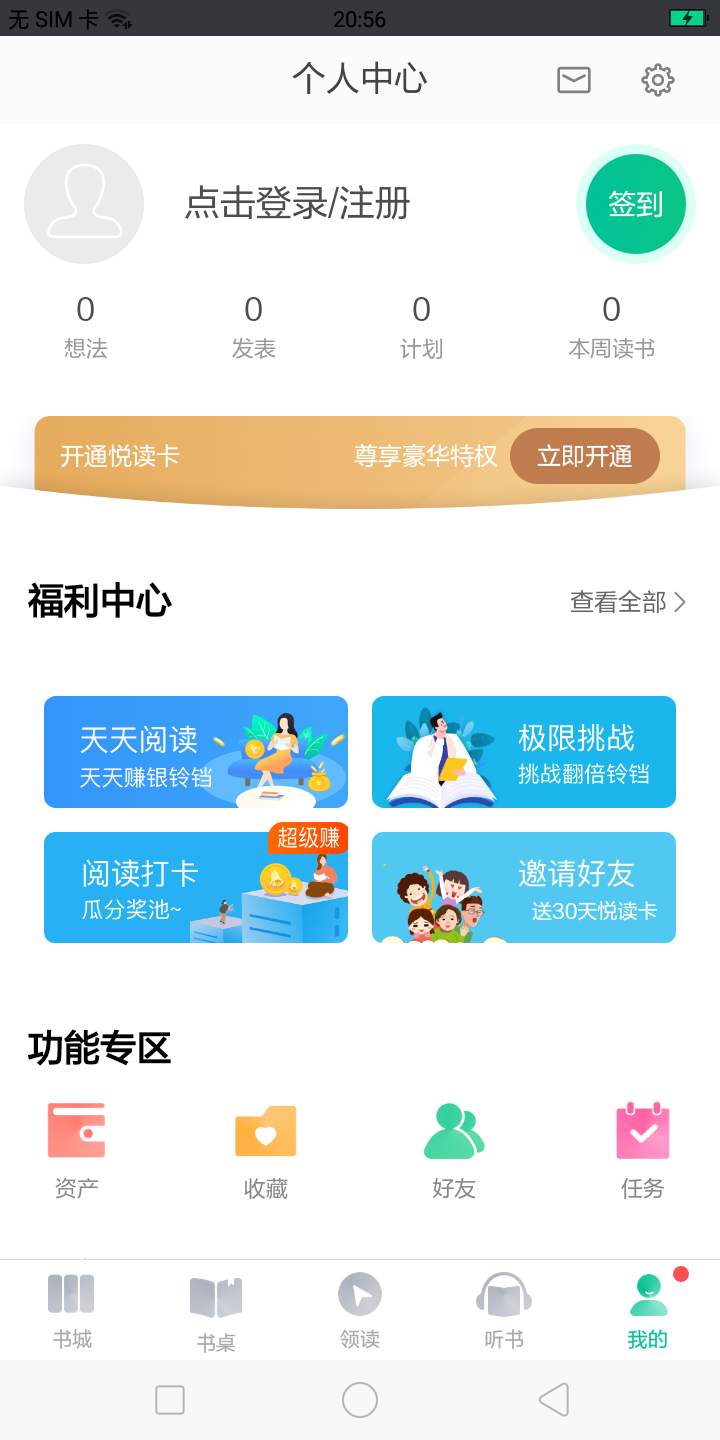 无 SIM 卡 20:56
个人中心
点击登录/注册 签到
0 0 0 0
想法 发表 计划 本周读书
开通悦读卡 尊享豪华特权 立即开通
福利中心 查看全部
天天阅读 极限挑战
天天赚银铃铛 挑战翻倍铃铛
超级赚
阅读打卡 邀请好友
瓜分奖池~ 送30天悦读卡
功能专区
资产 收藏 好友 任务
书城 书桌 领读 听书 我的